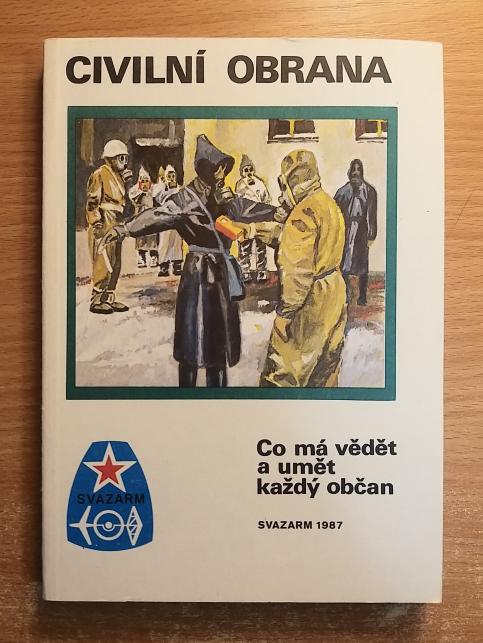 CIVILNÍ OBRANA
Co má vědět
a umět
každý občan
SVAZARM
SVAZARM 1987